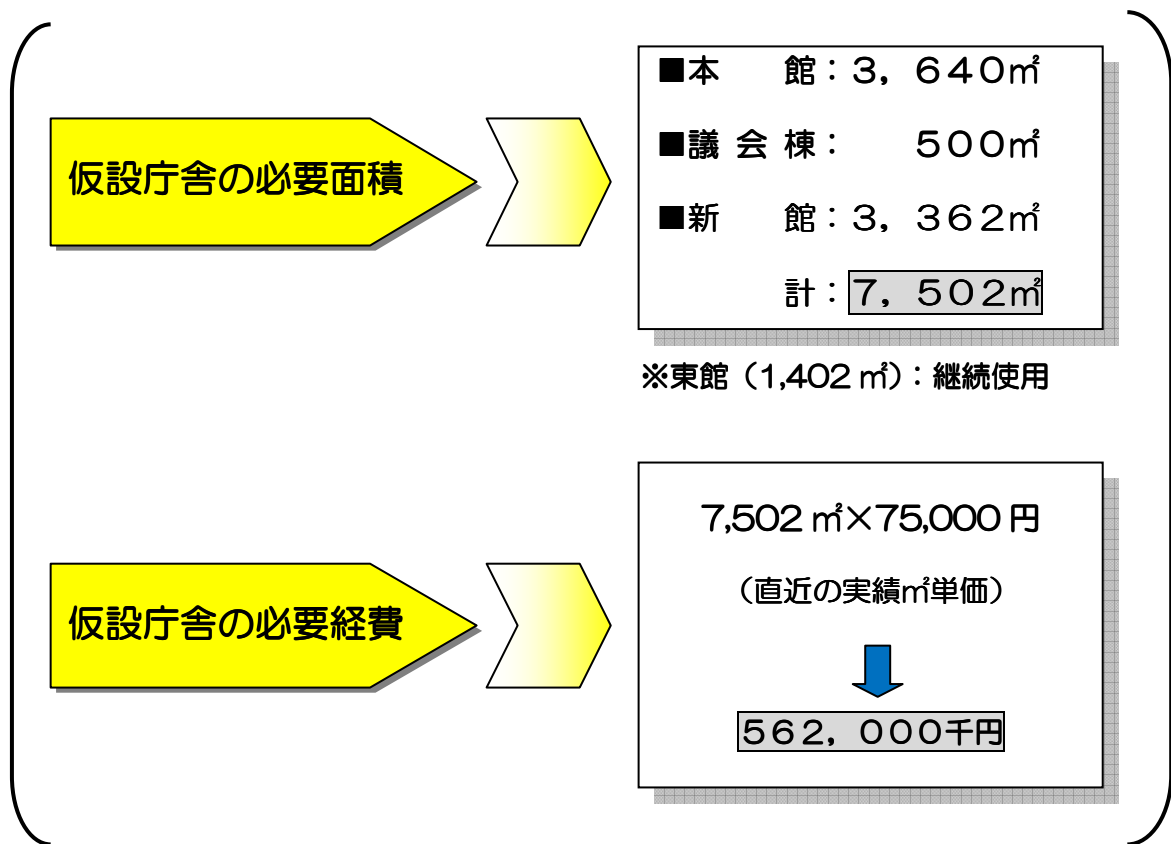 仮設庁舎の必要面積
■本　　館：３，６４０㎡
■議 会 棟：　　５００㎡
■新　　館：３，３６２㎡
計：７，５０２㎡
※東館（1,402 ㎡）：継続使用
仮設庁舎の必要経費
7,502 ㎡×75,000 円
（直近の実績㎡単価）
５６２，０００千円